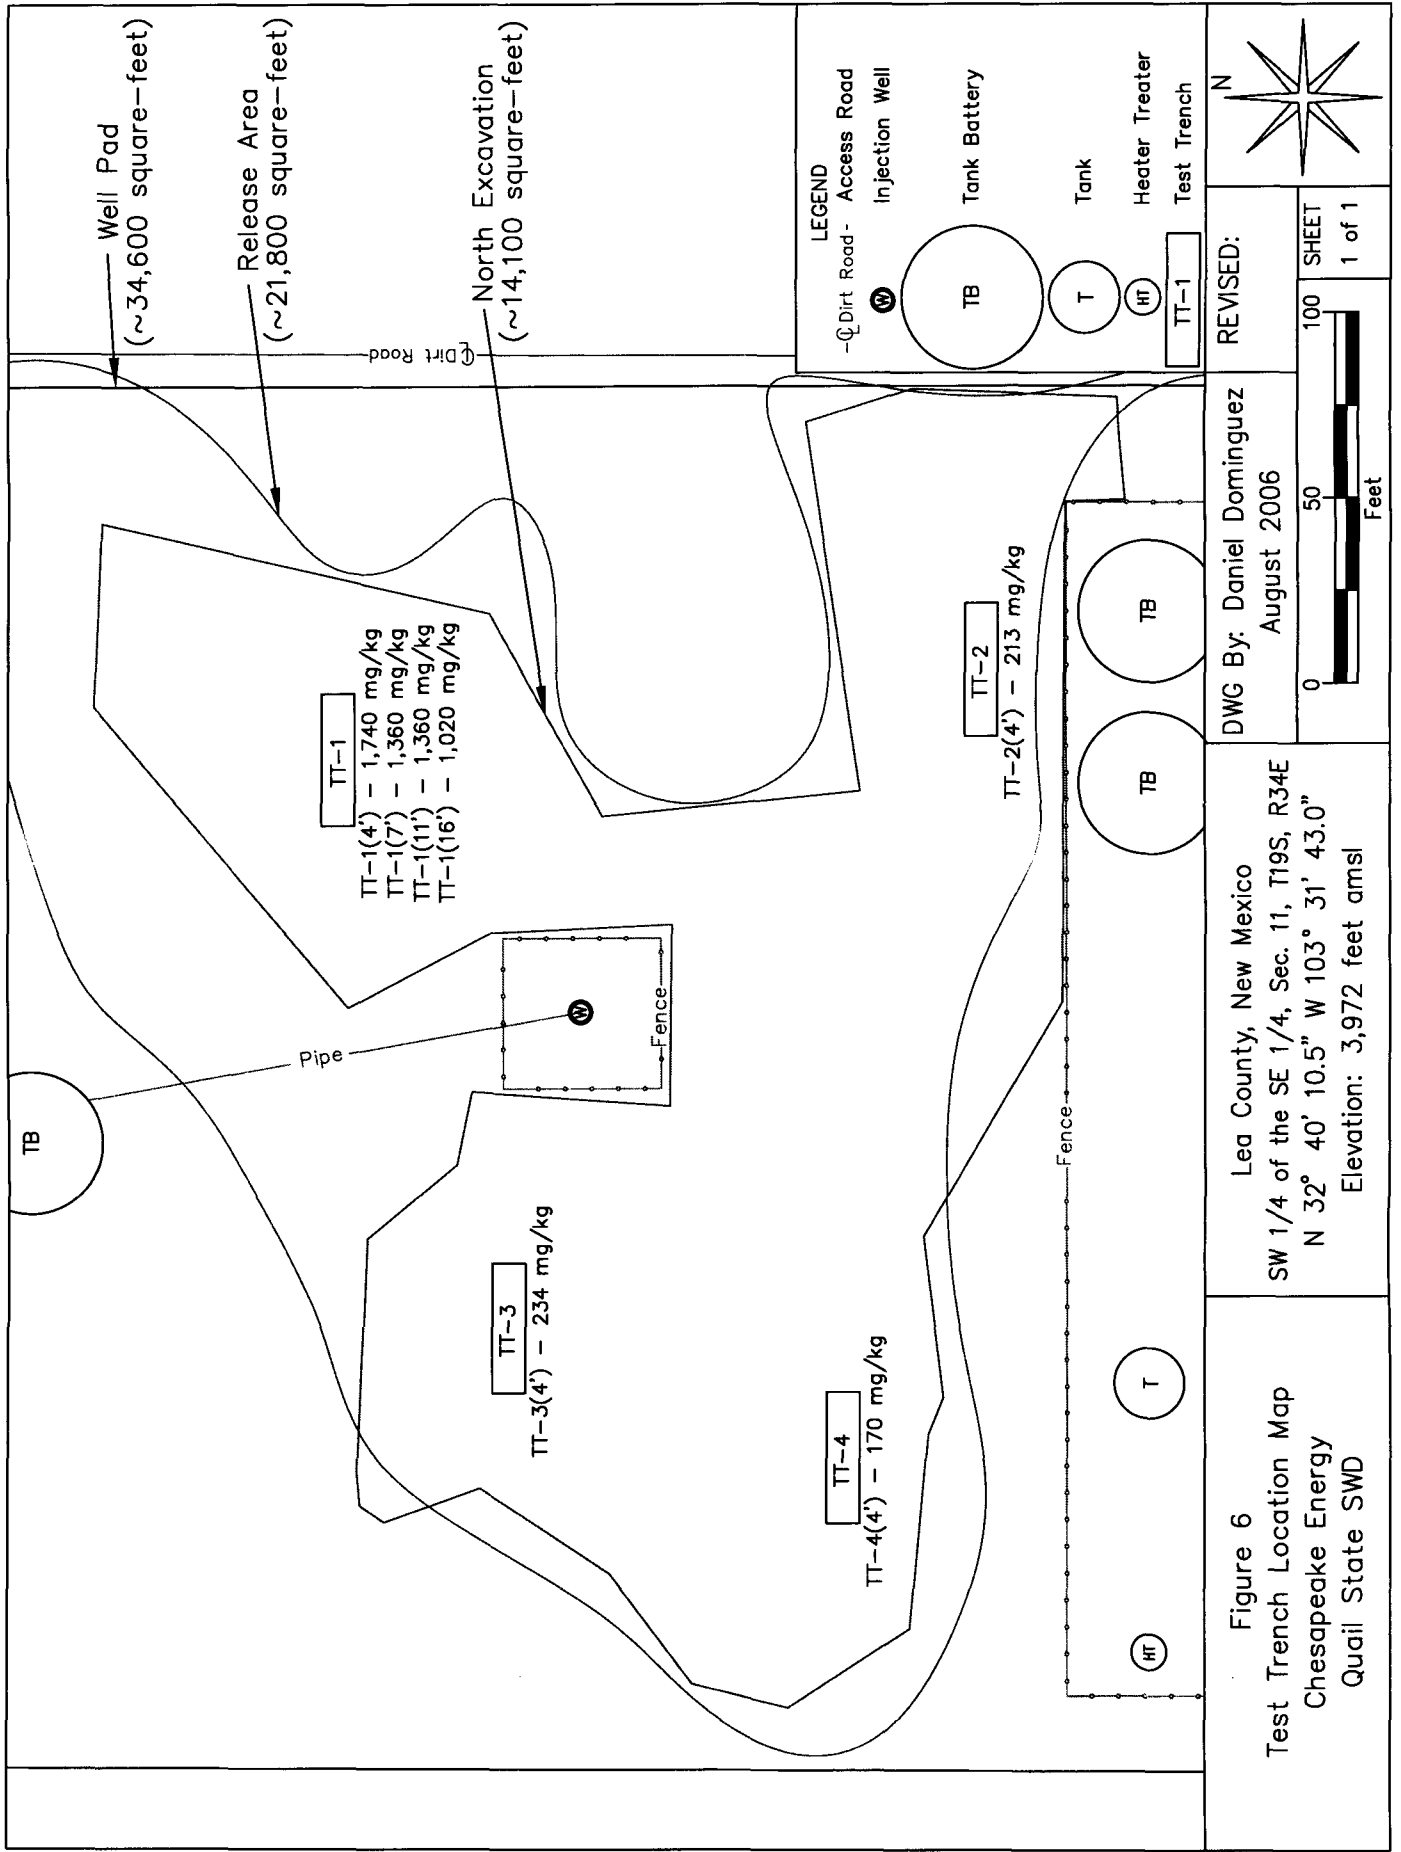 Well Pad
(~34,600 square-feet)
Release Area
(~21,800 square-feet)
North Excavation
(~14,100 square-feet)
℄ Dirt Road
TB
Pipe
W
Fence
TT-1
TT-1(4') - 1,740 mg/kg
TT-1(7') - 1,360 mg/kg
TT-1(11') - 1,360 mg/kg
TT-1(16') - 1,020 mg/kg
TT-3
TT-3(4') - 234 mg/kg
TT-4
TT-4(4') - 170 mg/kg
TT-2
TT-2(4') - 213 mg/kg
Fence
HT
T
TB
TB
LEGEND
-℄ Dirt Road- Access Road
W Injection Well
TB Tank Battery
T Tank
HT Heater Treater
TT-1 Test Trench
Figure 6
Test Trench Location Map
Chesapeake Energy
Quail State SWD
Lea County, New Mexico
SW 1/4 of the SE 1/4, Sec. 11, T19S, R34E
N 32° 40' 10.5" W 103° 31' 43.0"
Elevation: 3,972 feet amsl
DWG By: Daniel Dominguez
August 2006
REVISED:
0 50 100
Feet
SHEET
1 of 1
N